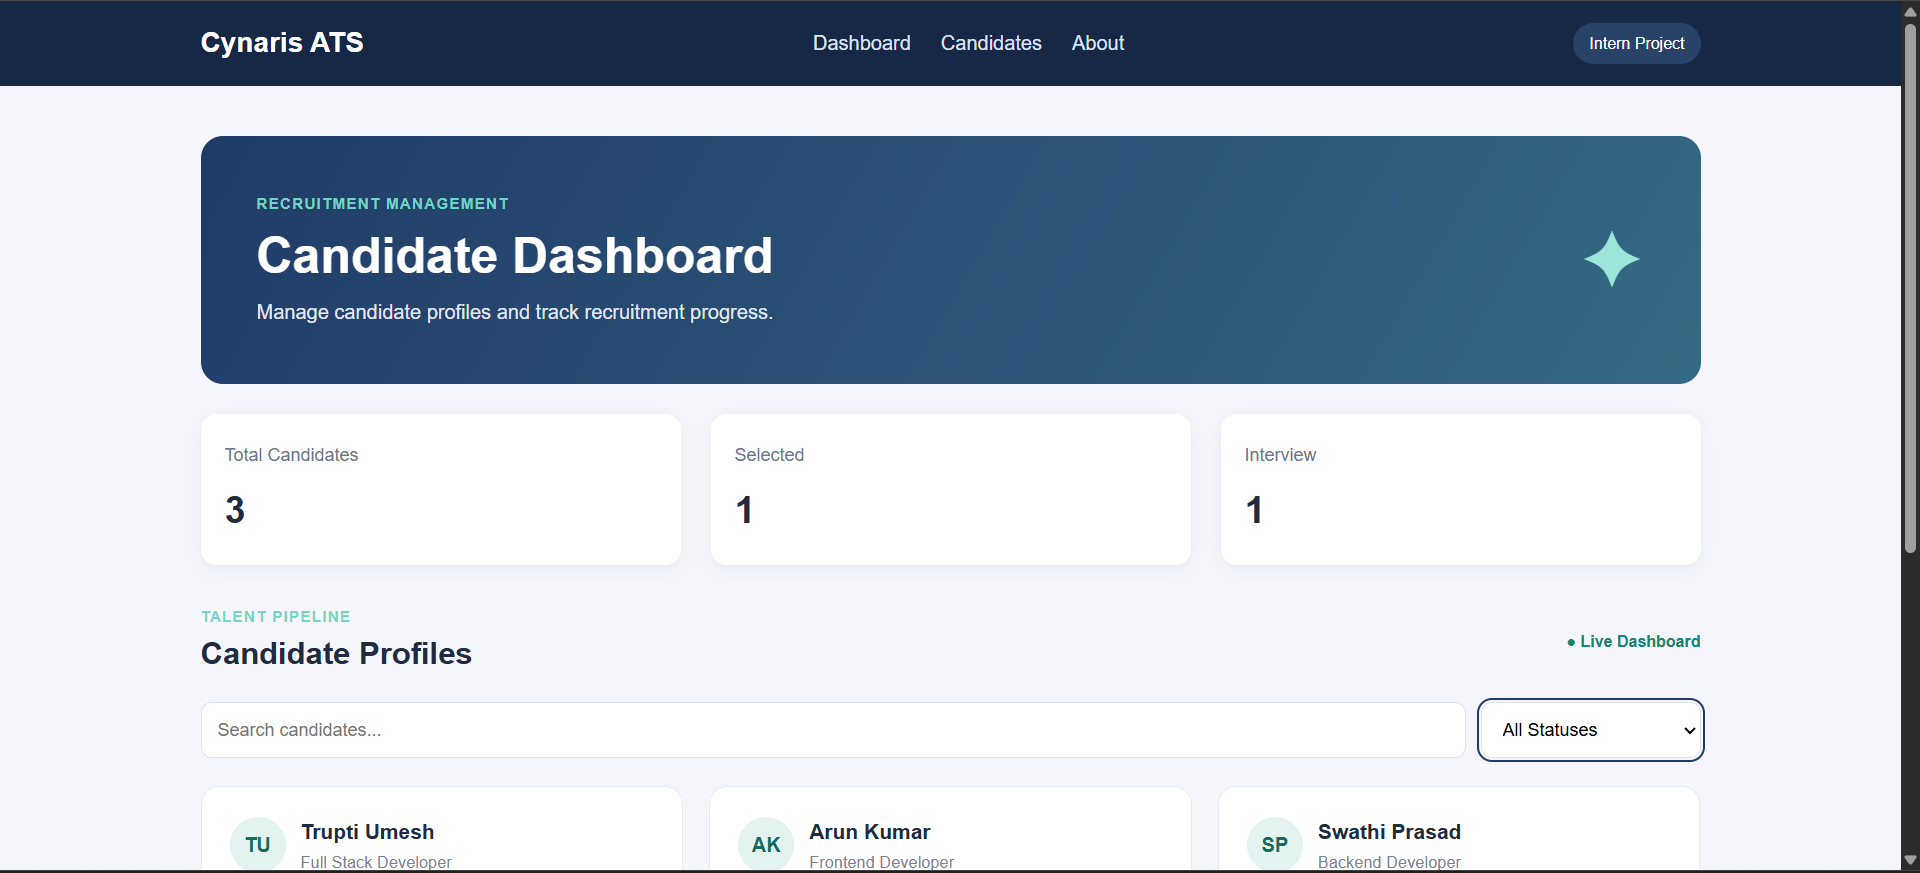 Cynaris ATS
Dashboard
Candidates
About
Intern Project
RECRUITMENT MANAGEMENT
Candidate Dashboard
Manage candidate profiles and track recruitment progress.
Total Candidates
3
Selected
1
Interview
1
TALENT PIPELINE
Candidate Profiles
● Live Dashboard
Search candidates...
All Statuses
TU
Trupti Umesh
Full Stack Developer
AK
Arun Kumar
Frontend Developer
SP
Swathi Prasad
Backend Developer